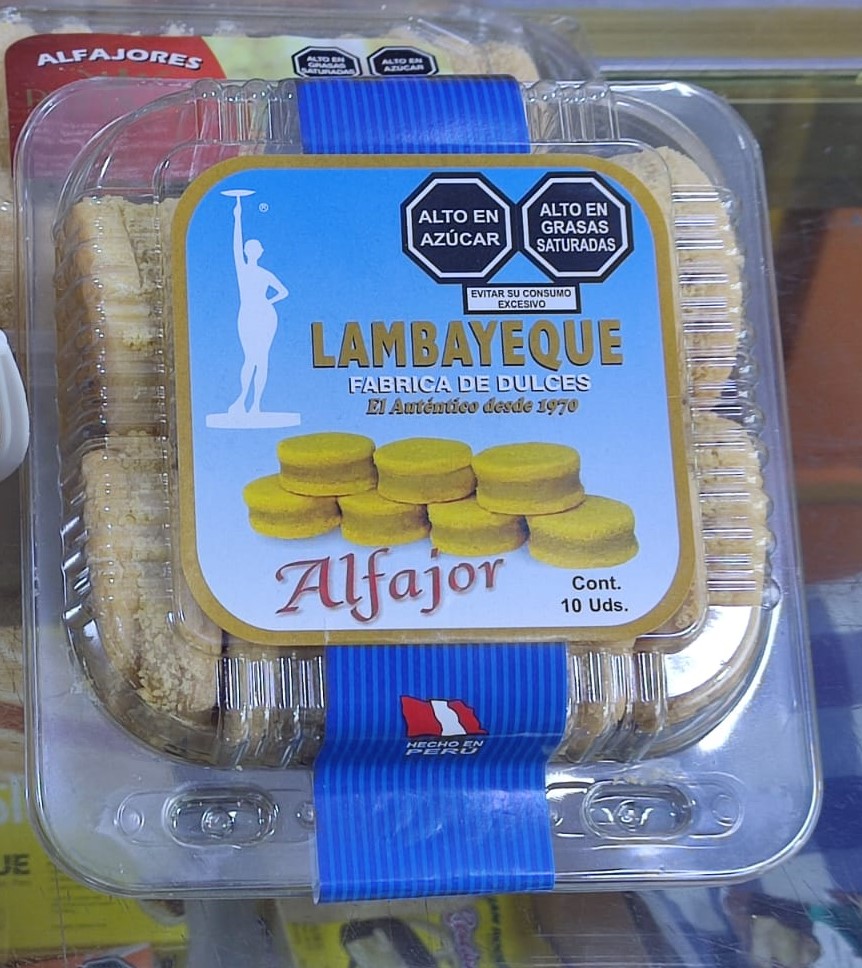 ALFAJORES
ALTO EN
GRASAS
SATURADAS
ALTO EN
AZÚCAR
®
ALTO EN
AZÚCAR
ALTO EN
GRASAS
SATURADAS
EVITAR SU CONSUMO
EXCESIVO
LAMBAYEQUE
FABRICA DE DULCES
El Auténtico desde 1970
Alfajor
Cont.
10 Uds.
HECHO EN
PERÚ
UE